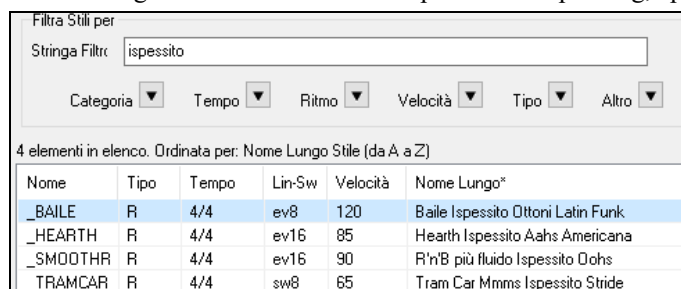 Filtra Stili per
Stringa Filtro ispessito
Categoria Tempo Ritmo Velocità Tipo Altro
4 elementi in elenco. Ordinata per: Nome Lungo Stile (da A a Z)
Nome Tipo Tempo Lin-Sw Velocità Nome Lungo*
_BAILE R 4/4 ev8 120 Baile Ispessito Ottoni Latin Funk
_HEARTH R 4/4 ev16 85 Hearth Ispessito Aahs Americana
_SMOOTHR R 4/4 ev16 90 R'n'B più fluido Ispessito Oohs
_TRAMCAR R 4/4 sw8 65 Tram Car Mmms Ispessito Stride